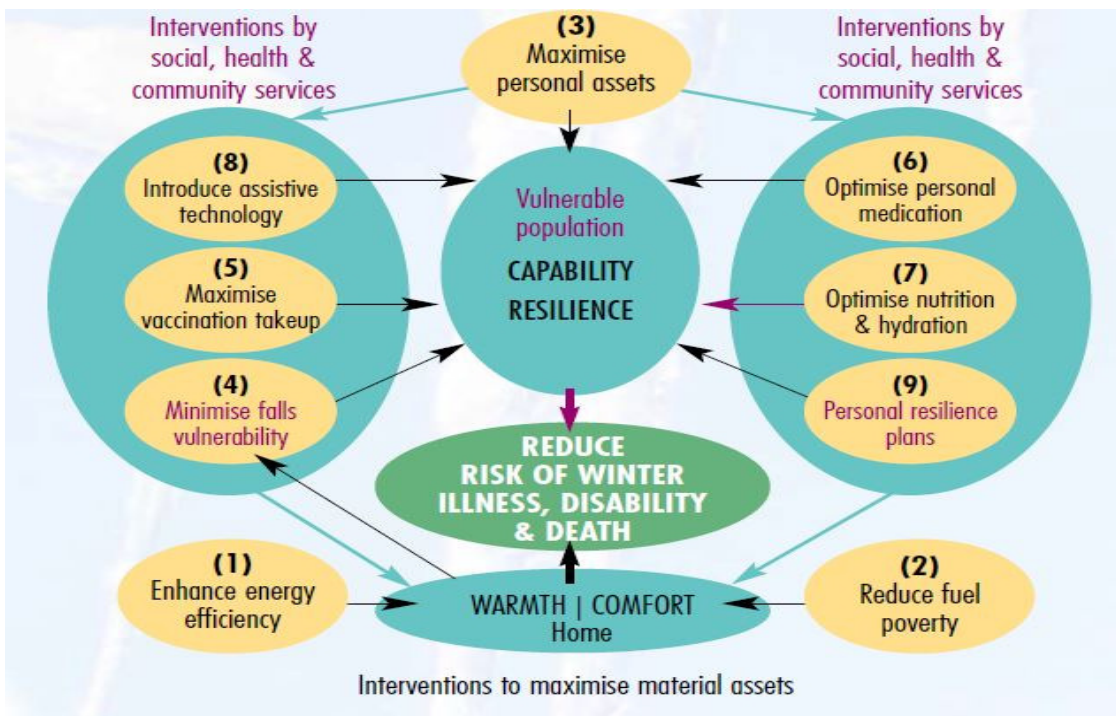 Interventions by
social, health &
community services
(3)
Maximise
personal assets
Interventions by
social, health &
community services
(8)
Introduce assistive
technology
(5)
Maximise
vaccination takeup
(4)
Minimise falls
vulnerability
Vulnerable
population
CAPABILITY
RESILIENCE
(6)
Optimise personal
medication
(7)
Optimise nutrition
& hydration
(9)
Personal resilience
plans
REDUCE
RISK OF WINTER
ILLNESS, DISABILITY
& DEATH
(1)
Enhance energy
efficiency
WARMTH | COMFORT
Home
(2)
Reduce fuel
poverty
Interventions to maximise material assets